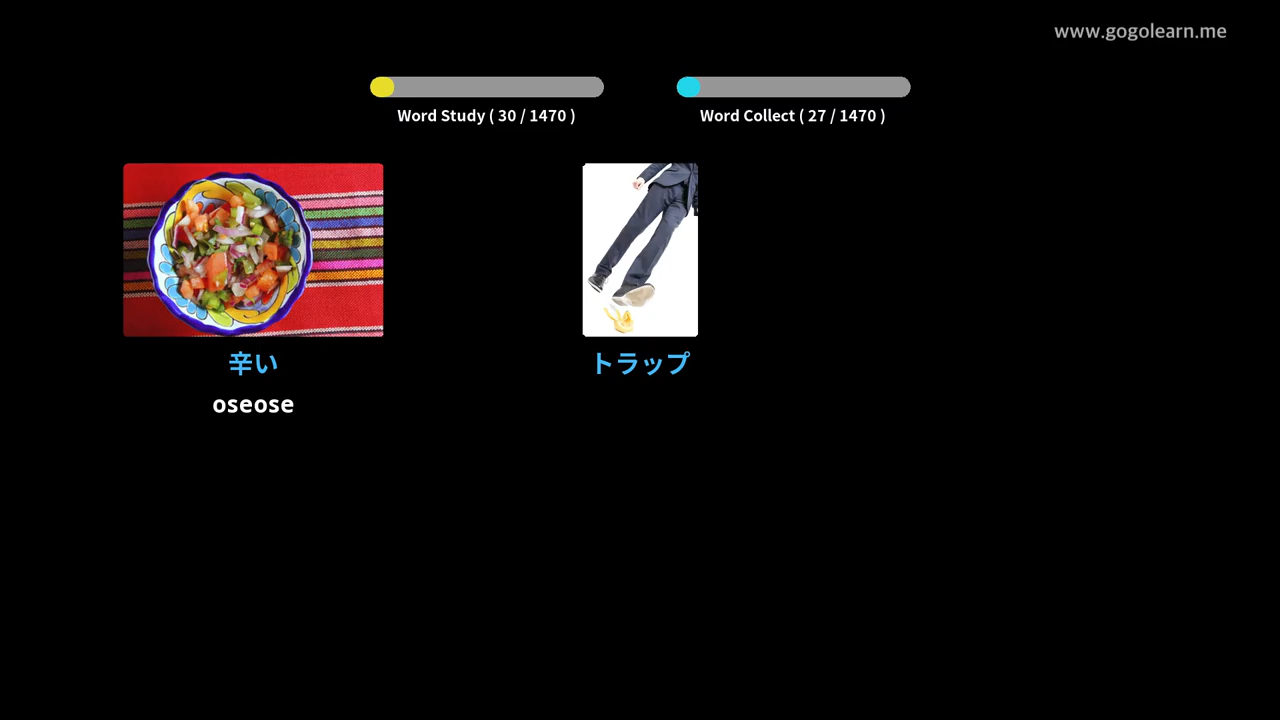 www.gogolearn.me
Word Study ( 30 / 1470 )
Word Collect ( 27 / 1470 )
辛い
トラップ
oseose